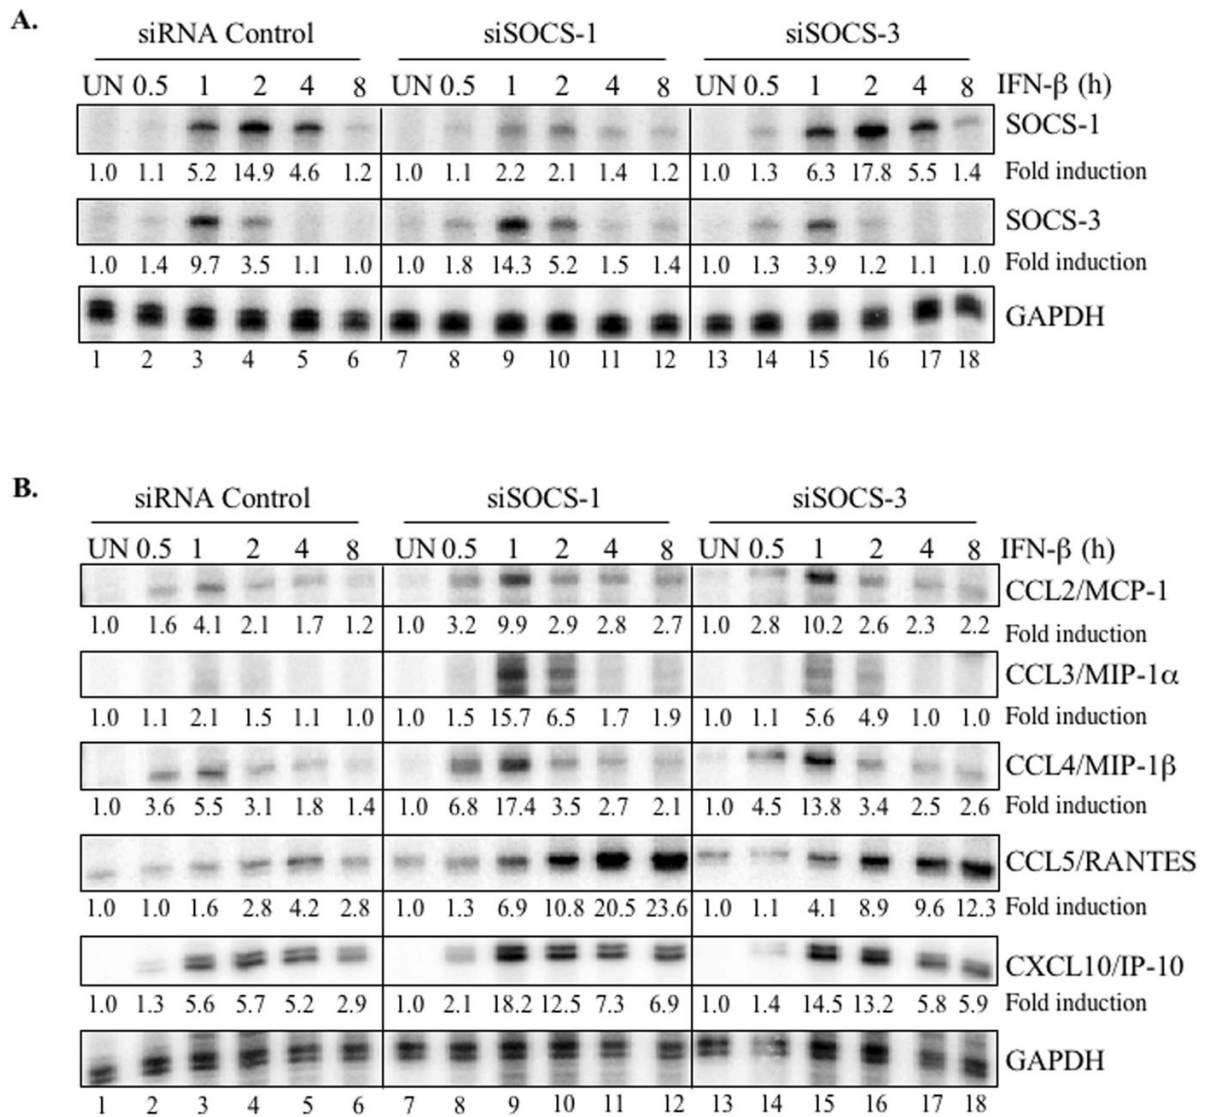 A.
siRNA Control siSOCS-1 siSOCS-3
UN 0.5 1 2 4 8 UN 0.5 1 2 4 8 UN 0.5 1 2 4 8 IFN-β (h)
SOCS-1
1.0 1.1 5.2 14.9 4.6 1.2 1.0 1.1 2.2 2.1 1.4 1.2 1.0 1.3 6.3 17.8 5.5 1.4 Fold induction
SOCS-3
1.0 1.4 9.7 3.5 1.1 1.0 1.0 1.8 14.3 5.2 1.5 1.4 1.0 1.3 3.9 1.2 1.1 1.0 Fold induction
GAPDH
1 2 3 4 5 6 7 8 9 10 11 12 13 14 15 16 17 18
B.
siRNA Control siSOCS-1 siSOCS-3
UN 0.5 1 2 4 8 UN 0.5 1 2 4 8 UN 0.5 1 2 4 8 IFN-β (h)
CCL2/MCP-1
1.0 1.6 4.1 2.1 1.7 1.2 1.0 3.2 9.9 2.9 2.8 2.7 1.0 2.8 10.2 2.6 2.3 2.2 Fold induction
CCL3/MIP-1α
1.0 1.1 2.1 1.5 1.1 1.0 1.0 1.5 15.7 6.5 1.7 1.9 1.0 1.1 5.6 4.9 1.0 1.0 Fold induction
CCL4/MIP-1β
1.0 3.6 5.5 3.1 1.8 1.4 1.0 6.8 17.4 3.5 2.7 2.1 1.0 4.5 13.8 3.4 2.5 2.6 Fold induction
CCL5/RANTES
1.0 1.0 1.6 2.8 4.2 2.8 1.0 1.3 6.9 10.8 20.5 23.6 1.0 1.1 4.1 8.9 9.6 12.3 Fold induction
CXCL10/IP-10
1.0 1.3 5.6 5.7 5.2 2.9 1.0 2.1 18.2 12.5 7.3 6.9 1.0 1.4 14.5 13.2 5.8 5.9 Fold induction
GAPDH
1 2 3 4 5 6 7 8 9 10 11 12 13 14 15 16 17 18